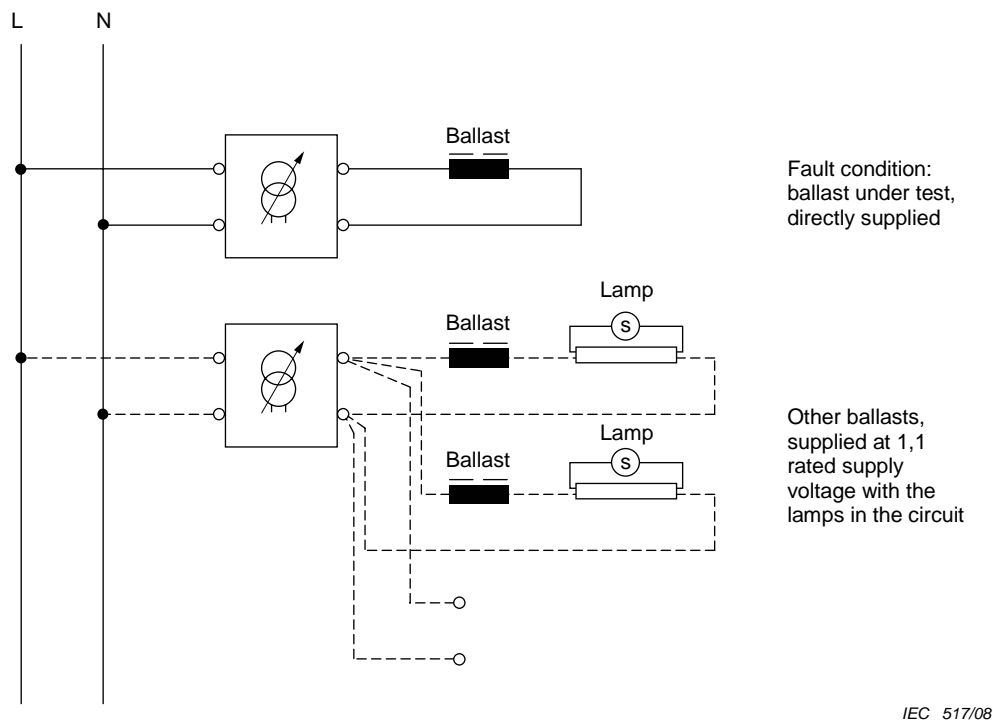 L N
Ballast
Fault condition:
ballast under test,
directly supplied
Lamp
S
Ballast
Other ballasts,
supplied at 1,1
rated supply
voltage with the
lamps in the circuit
Lamp
S
Ballast
IEC 517/08